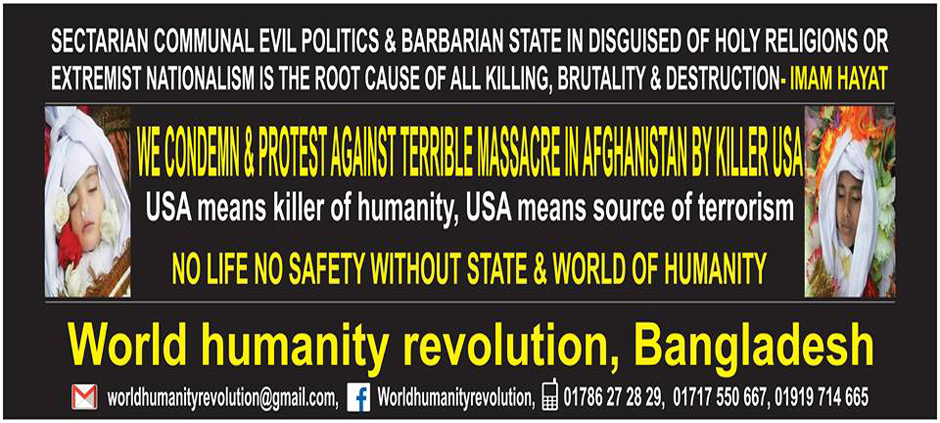 SECTARIAN COMMUNAL EVIL POLITICS & BARBARIAN STATE IN DISGUISED OF HOLY RELIGIONS OR
EXTREMIST NATIONALISM IS THE ROOT CAUSE OF ALL KILLING, BRUTALITY & DESTRUCTION- IMAM HAYAT
WE CONDEMN & PROTEST AGAINST TERRIBLE MASSACRE IN AFGHANISTAN BY KILLER USA
USA means killer of humanity, USA means source of terrorism
NO LIFE NO SAFETY WITHOUT STATE & WORLD OF HUMANITY
World humanity revolution, Bangladesh
worldhumanityrevolution@gmail.com, f Worldhumanityrevolution, 01786 27 28 29, 01717 550 667, 01919 714 665